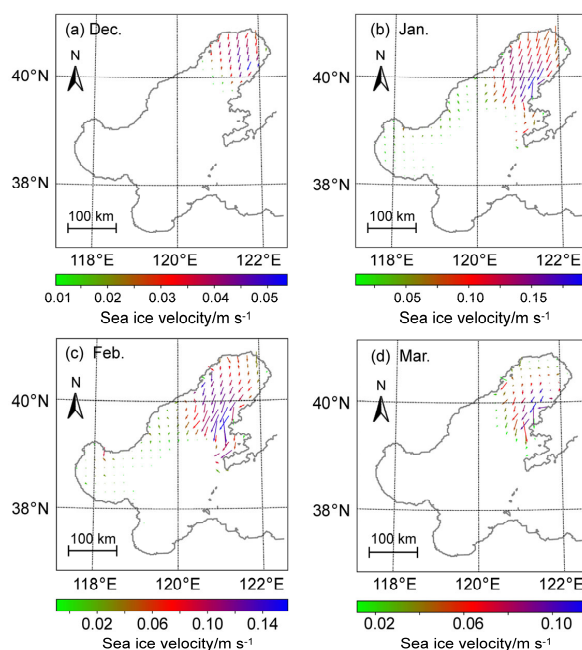 (a) Dec.
N
40°N
38°N
100 km
118°E 120°E 122°E
0.01 0.02 0.03 0.04 0.05
Sea ice velocity/m s⁻¹
(b) Jan.
N
40°N
38°N
100 km
118°E 120°E 122°E
0.05 0.10 0.15
Sea ice velocity/m s⁻¹
(c) Feb.
N
40°N
38°N
100 km
118°E 120°E 122°E
0.02 0.06 0.10 0.14
Sea ice velocity/m s⁻¹
(d) Mar.
N
40°N
38°N
100 km
118°E 120°E 122°E
0.02 0.06 0.10
Sea ice velocity/m s⁻¹